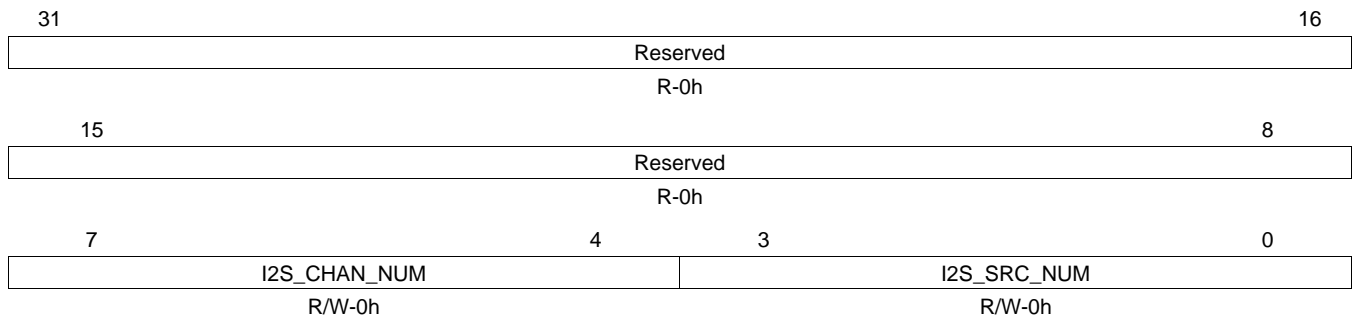 31 16
Reserved
R-0h
15 8
Reserved
R-0h
7 4 3 0
I2S_CHAN_NUM I2S_SRC_NUM
R/W-0h R/W-0h